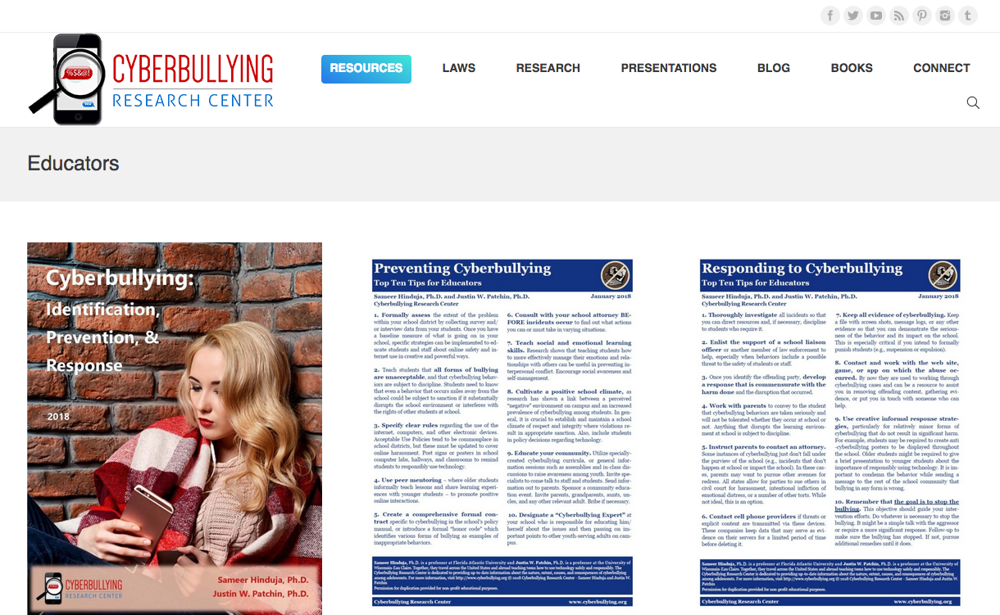 %$&@!
CYBERBULLYING
RESEARCH CENTER
RESOURCES
LAWS
RESEARCH
PRESENTATIONS
BLOG
BOOKS
CONNECT
Educators
Cyberbullying:
Identification,
Prevention, &
Response
2018
CYBERBULLYING
RESEARCH CENTER
Sameer Hinduja, Ph.D.
Justin W. Patchin, Ph.D.
Preventing Cyberbullying
Top Ten Tips for Educators
Sameer Hinduja, Ph.D. and Justin W. Patchin, Ph.D.
January 2018
Cyberbullying Research Center
1. Formally assess the extent of the problem
within your school district by collecting survey and/
or interview data from your students. Once you have
a baseline measure of what is going on in your
school, specific strategies can be implemented to ed-
ucate students and staff about online safety and in-
ternet use in creative and powerful ways.
2. Teach students that all forms of bullying
are unacceptable, and that cyberbullying behav-
iors are subject to discipline. Students need to know
that even a behavior that occurs miles away from the
school could be subject to sanction if it substantially
disrupts the school environment or interferes with
the rights of other students at school.
3. Specify clear rules regarding the use of the
internet, computers, and other electronic devices.
Acceptable Use Policies tend to be commonplace in
school districts, but these must be updated to cover
online harassment. Post signs or posters in school
computer labs, hallways, and classrooms to remind
students to responsibly use technology.
4. Use peer mentoring – where older students
informally teach lessons and share learning experi-
ences with younger students – to promote positive
online interactions.
5. Create a comprehensive formal con-
tract specific to cyberbullying in the school's policy
manual, or introduce a formal "honor code" which
identifies various forms of bullying as examples of
inappropriate behaviors.
6. Consult with your school attorney BE-
FORE incidents occur to find out what actions
you can or must take in varying situations.
7. Teach social and emotional learning
skills. Research shows that teaching students how
to more effectively manage their emotions and rela-
tionships with others can be useful in preventing in-
terpersonal conflict. Encourage social awareness and
self-management.
8. Cultivate a positive school climate, as
research has shown a link between a perceived
"negative" environment on campus and an increased
prevalence of cyberbullying among students. In gen-
eral, it is crucial to establish and maintain a school
climate of respect and integrity where violations re-
sult in appropriate sanction. Also, include students
in policy decisions regarding technology.
9. Educate your community. Utilize specially-
created cyberbullying curricula, or general infor-
mation sessions such as assemblies and in-class dis-
cussions to raise awareness among youth. Invite spe-
cialists to come talk to staff and students. Send infor-
mation out to parents. Sponsor a community educa-
tion event. Invite parents, grandparents, aunts, un-
cles, and any other relevant adult. Bribe if necessary.
10. Designate a "Cyberbullying Expert" at
your school who is responsible for educating him/
herself about the issues and then passing on im-
portant points to other youth-serving adults on cam-
pus.
Sameer Hinduja, Ph.D. is a professor at Florida Atlantic University and Justin W. Patchin, Ph.D. is a professor at the University of
Wisconsin-Eau Claire. Together, they travel across the United States and abroad teaching teens how to use technology safely and responsibly. The
Cyberbullying Research Center is dedicated to providing up-to-date information about the nature, extent, causes, and consequences of cyberbullying
among adolescents. For more information, visit http://www.cyberbullying.org © 2018 Cyberbullying Research Center - Sameer Hinduja and Justin W.
Patchin
Permission for duplication provided for non-profit educational purposes.
Cyberbullying Research Center
www.cyberbullying.org
Responding to Cyberbullying
Top Ten Tips for Educators
Sameer Hinduja, Ph.D. and Justin W. Patchin, Ph.D.
January 2018
Cyberbullying Research Center
1. Thoroughly investigate all incidents so that
you can direct resources and, if necessary, discipline
to students who require it.
2. Enlist the support of a school liaison
officer or another member of law enforcement to
help, especially when behaviors include a possible
threat to the safety of students or staff.
3. Once you identify the offending party, develop
a response that is commensurate with the
harm done and the disruption that occurred.
4. Work with parents to convey to the student
that cyberbullying behaviors are taken seriously and
will not be tolerated whether they occur at school or
not. Anything that disrupts the learning environ-
ment at school is subject to discipline.
5. Instruct parents to contact an attorney.
Some instances of cyberbullying just don't fall under
the purview of the school (e.g., incidents that don't
happen at school or impact the school). In these cas-
es, parents may want to pursue other avenues for
redress. All states allow for parties to sue others in
civil court for harassment, intentional infliction of
emotional distress, or a number of other torts. While
not ideal, this is an option.
6. Contact cell phone providers if threats or
explicit content are transmitted via these devices.
These companies keep data that may serve as evi-
dence on their servers for a limited period of time
before deleting it.
7. Keep all evidence of cyberbullying. Keep
a file with screen shots, message logs, or any other
evidence so that you can demonstrate the serious-
ness of the behavior and its impact on the school.
This is especially critical if you intend to formally
punish students (e.g., suspension or expulsion).
8. Contact and work with the web site,
game, or app on which the abuse oc-
curred. By now they are used to working through
cyberbullying cases and can be a resource to assist
you in removing offending content, gathering evi-
dence, or put you in touch with someone who can
help.
9. Use creative informal response strate-
gies, particularly for relatively minor forms of
cyberbullying that do not result in significant harm.
For example, students may be required to create anti
-cyberbullying posters to be displayed throughout
the school. Older students might be required to give
a brief presentation to younger students about the
importance of responsibly using technology. It is im-
portant to condemn the behavior while sending a
message to the rest of the school community that
bullying in any form is wrong.
10. Remember that the goal is to stop the
bullying. This objective should guide your inter-
vention efforts. Do whatever is necessary to stop the
bullying. It might be a simple talk with the aggressor
or require a more significant response. Follow-up to
make sure the bullying has stopped. If not, pursue
additional remedies until it does.
Sameer Hinduja, Ph.D. is a professor at Florida Atlantic University and Justin W. Patchin, Ph.D. is a professor at the University of
Wisconsin-Eau Claire. Together, they travel across the United States and abroad teaching teens how to use technology safely and responsibly. The
Cyberbullying Research Center is dedicated to providing up-to-date information about the nature, extent, causes, and consequences of cyberbullying
among adolescents. For more information, visit http://www.cyberbullying.org © 2018 Cyberbullying Research Center - Sameer Hinduja and Justin W.
Patchin
Permission for duplication provided for non-profit educational purposes.
Cyberbullying Research Center
www.cyberbullying.org